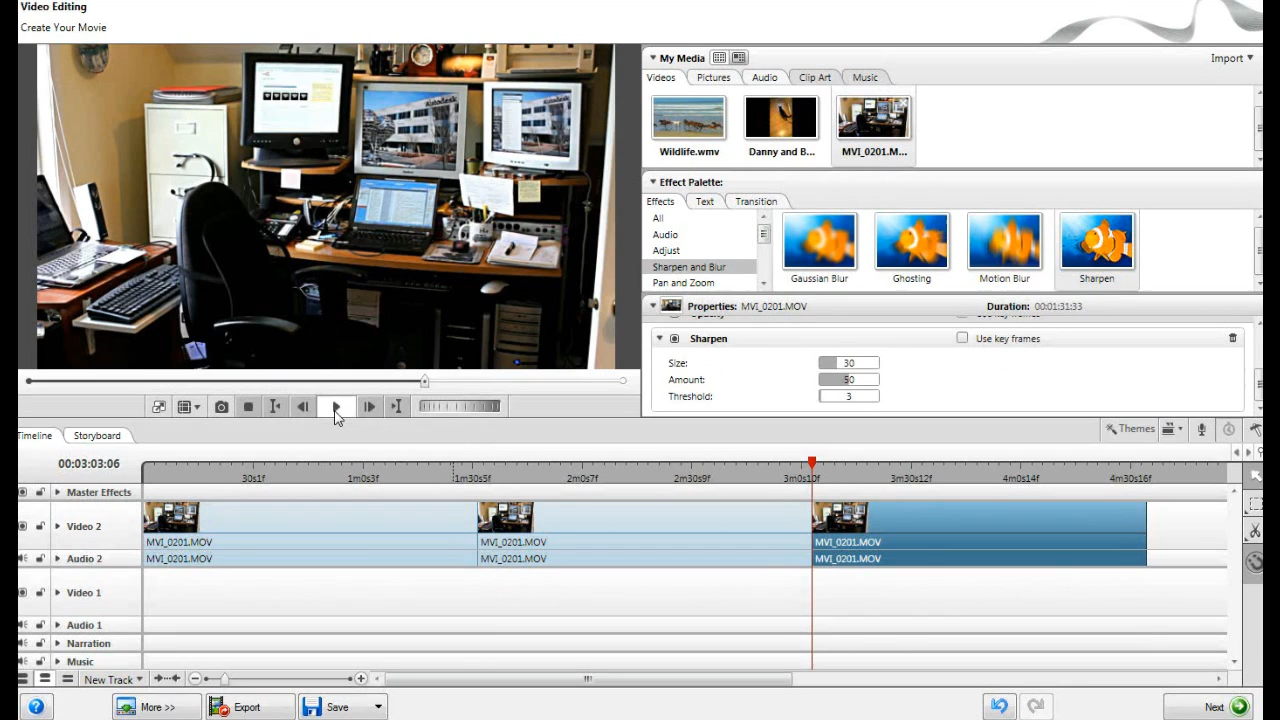 Video Editing
Create Your Movie
My Media
Import
Videos Pictures Audio Clip Art Music
Wildlife.wmv Danny and B... MVI_0201.M...
Effect Palette:
Effects Text Transition
All
Audio
Adjust
Sharpen and Blur
Pan and Zoom
Gaussian Blur Ghosting Motion Blur Sharpen
Properties: MVI_0201.MOV Duration: 00:01:31:33
Sharpen Use key frames
Size: 30
Amount: 50
Threshold: 3
Autodesk
Autodesk
Timeline Storyboard
Themes
00:03:03:06
30s1f 1m0s3f 1m30s5f 2m0s7f 2m30s9f 3m0s10f 3m30s12f 4m0s14f 4m30s16f
Master Effects
Video 2
MVI_0201.MOV MVI_0201.MOV MVI_0201.MOV
Audio 2 MVI_0201.MOV MVI_0201.MOV MVI_0201.MOV
Video 1
Audio 1
Narration
Music
New Track
More >> Export Save Next